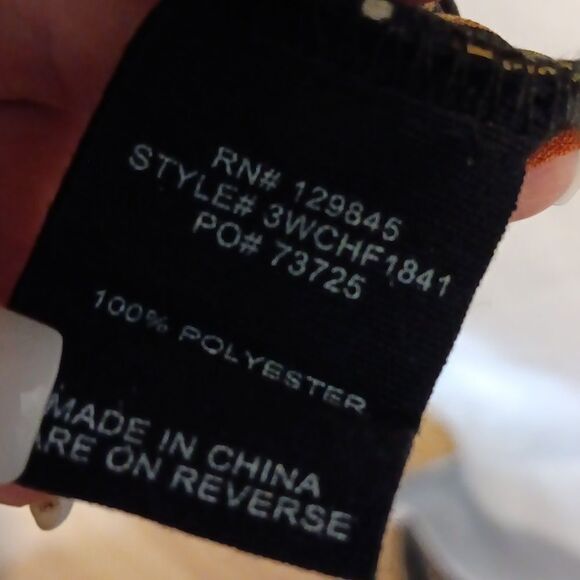 RN# 129845
STYLE# 3WCHF1841
PO# 73725
100% POLYESTER
MADE IN CHINA
ARE ON REVERSE